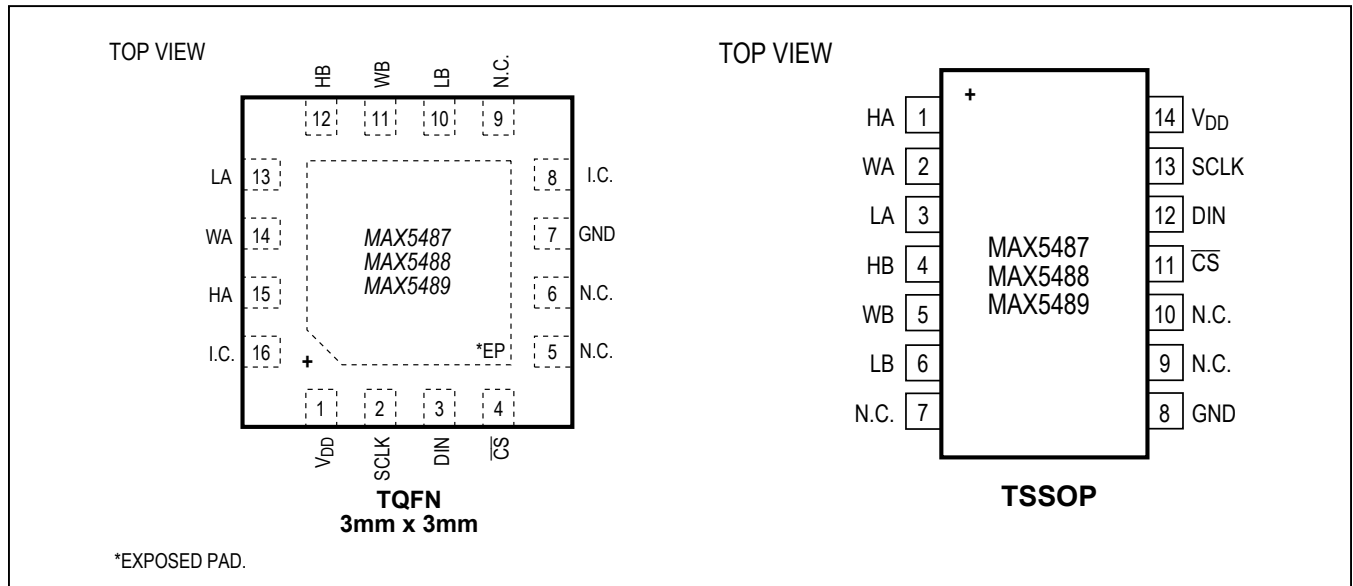 TOP VIEW
HB WB LB N.C.
12 11 10 9
LA 13
WA 14
HA 15
I.C. 16
8 I.C.
7 GND
6 N.C.
5 N.C.
MAX5487
MAX5488
MAX5489
*EP
+
1 2 3 4
VDD SCLK DIN C̅S̅
TQFN
3mm x 3mm
*EXPOSED PAD.
TOP VIEW
+
HA 1
WA 2
LA 3
HB 4
WB 5
LB 6
N.C. 7
MAX5487
MAX5488
MAX5489
14 VDD
13 SCLK
12 DIN
11 C̅S̅
10 N.C.
9 N.C.
8 GND
TSSOP